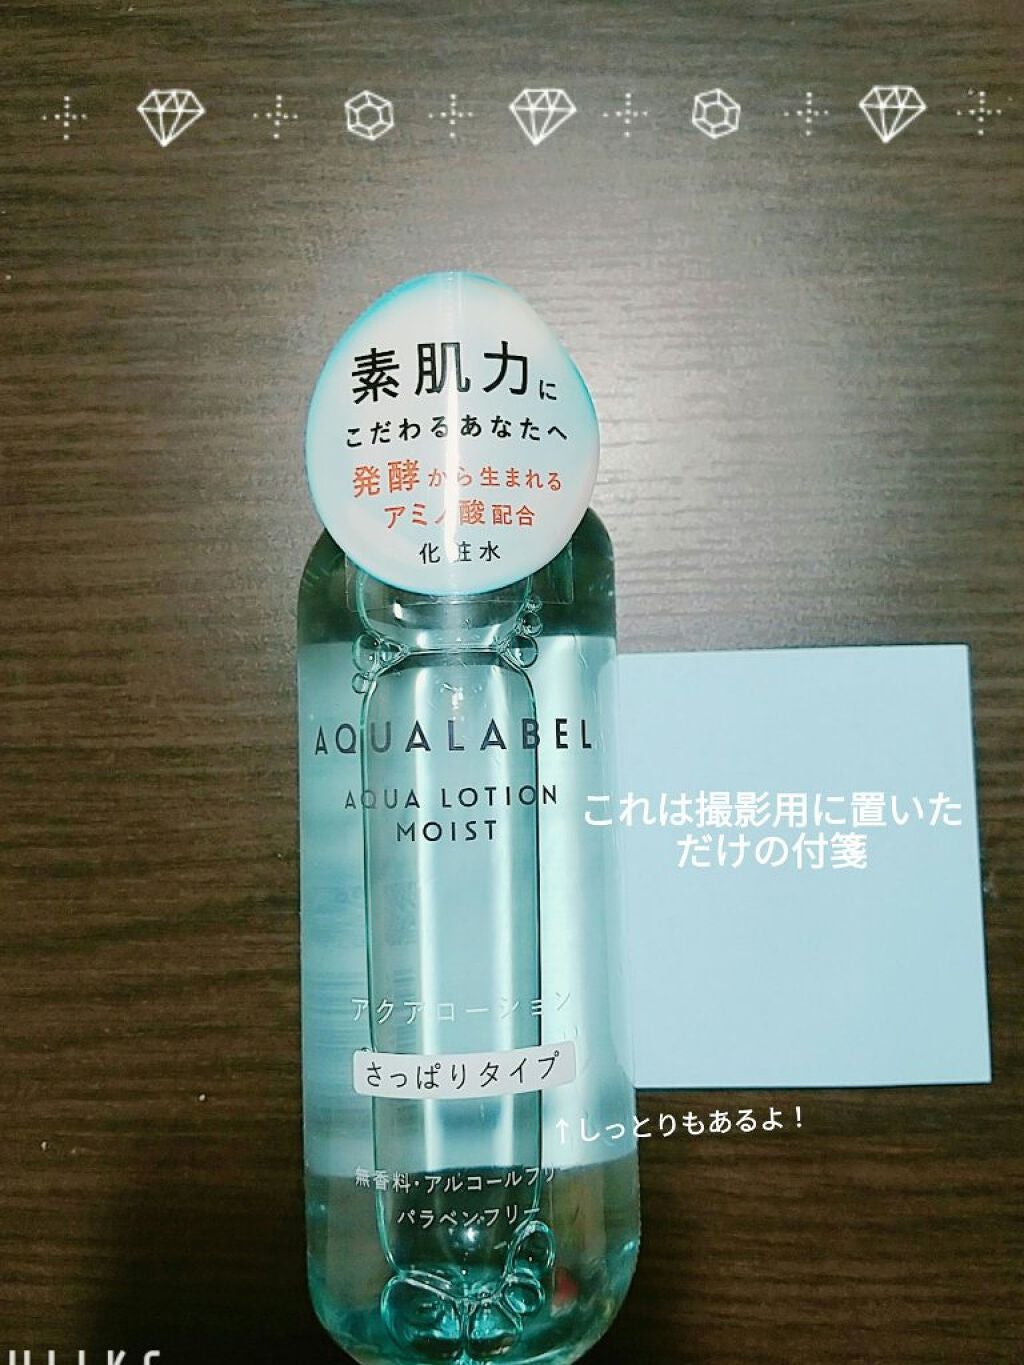 素肌力に
こだわるあなたへ
発酵から生まれる
アミノ酸配合
化粧水
AQUALABEL
AQUA LOTION
MOIST
これは撮影用に置いた
だけの付箋
アクアローション
さっぱりタイプ
↑しっとりもあるよ！
無香料・アルコールフリー
パラベンフリー